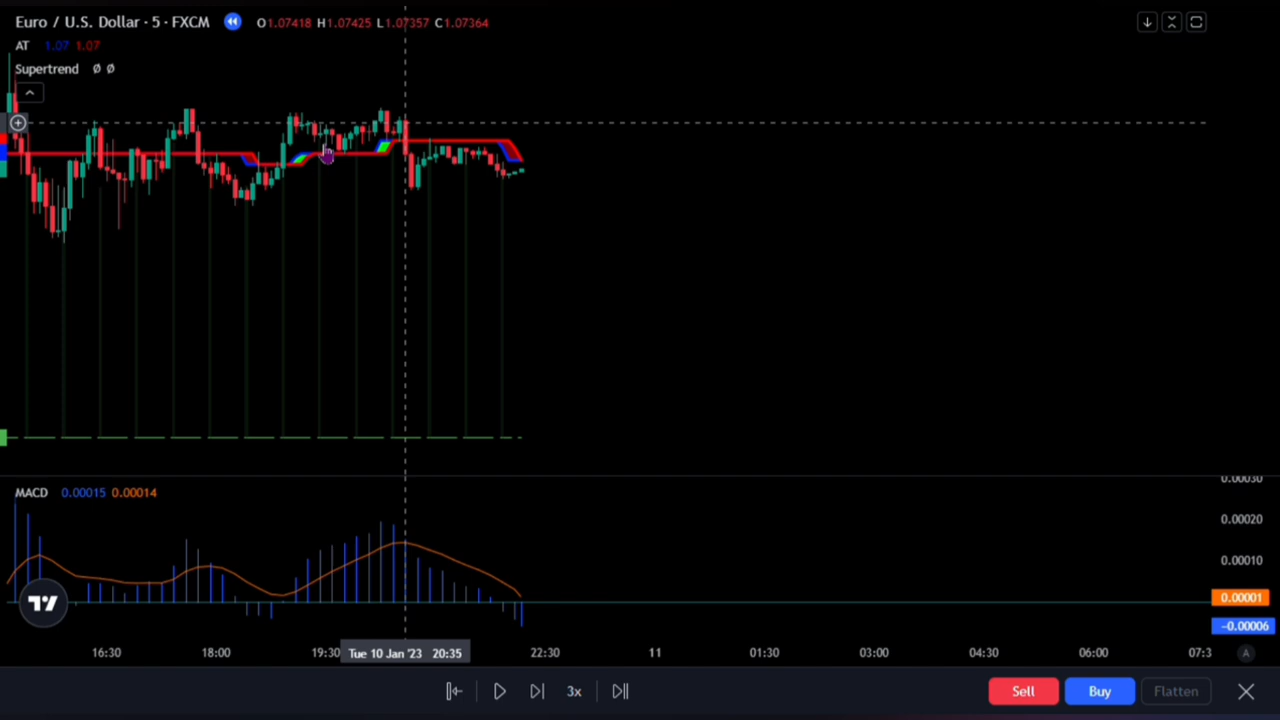 Euro / U.S. Dollar · 5 · FXCM O1.07418 H1.07425 L1.07357 C1.07364
AT 1.07 1.07
Supertrend Ø Ø
MACD 0.00015 0.00014
0.00030
0.00020
0.00010
0.00001
−0.00006
16:30 18:00 19:30 Tue 10 Jan '23 20:35 22:30 11 01:30 03:00 04:30 06:00 07:3 A
3x Sell Buy Flatten